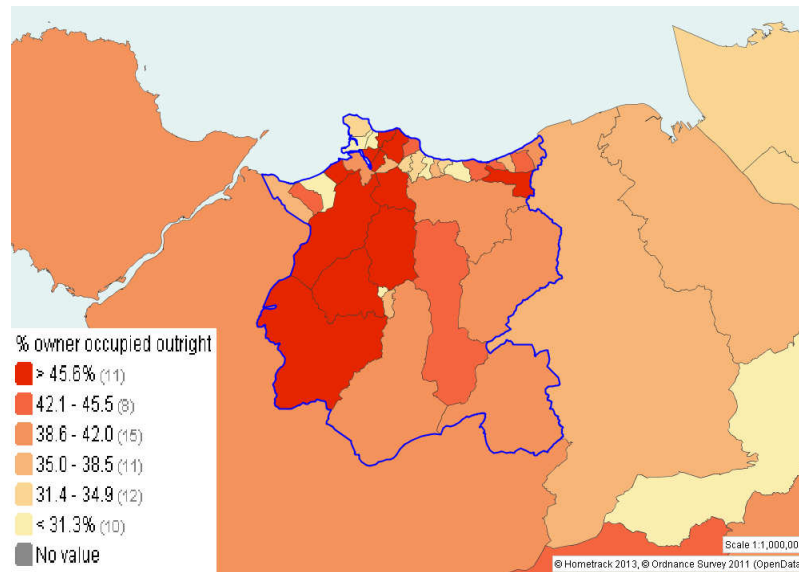 % owner occupied outright
> 45.6% (11)
42.1 - 45.5 (8)
38.6 - 42.0 (15)
35.0 - 38.5 (11)
31.4 - 34.9 (12)
< 31.3% (10)
No value
Scale 1:1,000,00
© Hometrack 2013, © Ordnance Survey 2011 (OpenData